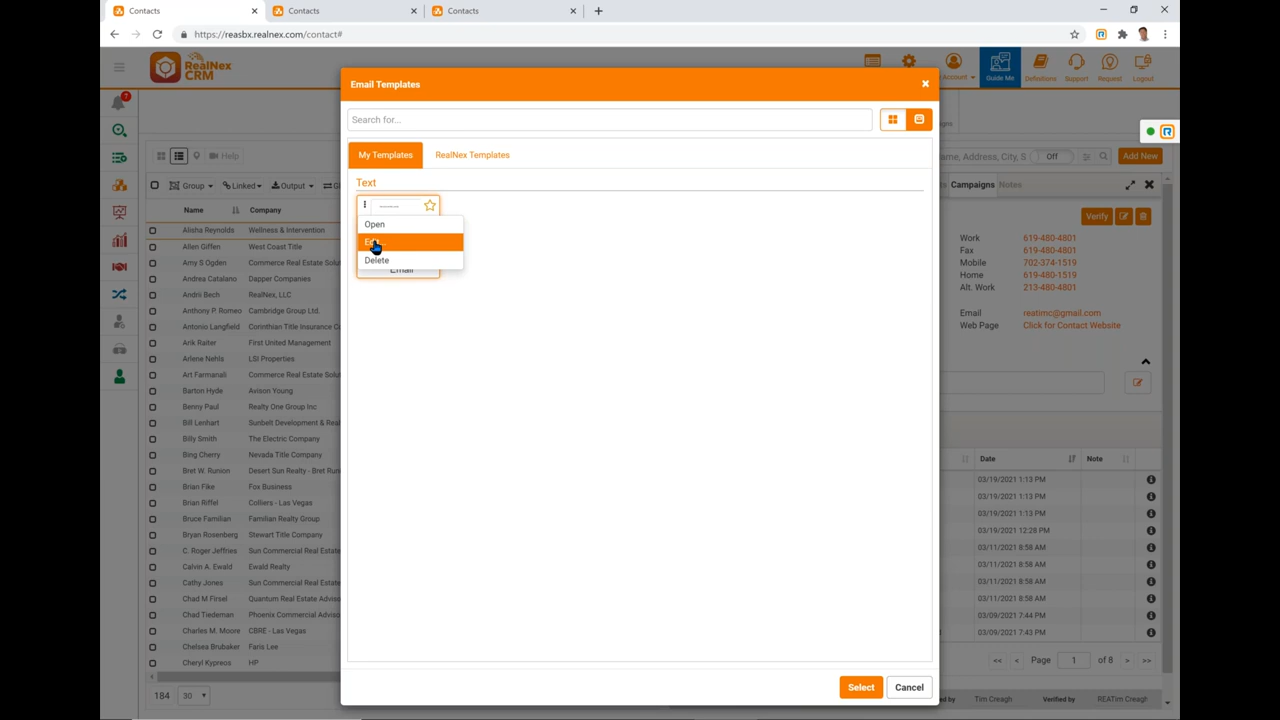 Contacts
Contacts
Contacts
https://reasbx.realnex.com/contact#
RealNex
CRM
Account
Guide Me
Definitions
Support
Request
Logout
7
Email Templates
Search for...
My Templates
RealNex Templates
Text
Open
Delete
Email
Select
Cancel
Help
Name, Address, City, S
Off
Add New
Group
Linked
Output
Campaigns
Notes
Name
Company
Alisha Reynolds Wellness & Intervention
Allen Giffen West Coast Title
Amy S Ogden Commerce Real Estate Solu
Andrea Catalano Dapper Companies
Andrii Bech RealNex, LLC
Anthony P. Romeo Cambridge Group Ltd.
Antonio Langfield Corinthian Title Insurance Co
Arik Raiter First United Management
Arlene Nehls LSI Properties
Art Farmanali Commerce Real Estate Solu
Barton Hyde Avison Young
Benny Paul Realty One Group Inc
Bill Lenhart Sunbelt Development & Real
Billy Smith The Electric Company
Bing Cherry Nevada Title Company
Bret W. Runion Desert Sun Realty - Bret Run
Brian Fike Fox Business
Brian Riffel Colliers - Las Vegas
Bruce Familian Familian Realty Group
Bryan Rosenberg Stewart Title Company
C. Roger Jeffries Sun Commercial Real Estate
Calvin A. Ewald Ewald Realty
Cathy Jones Sun Commercial Real Estate
Chad M Firsel Quantum Real Estate Adviso
Chad Tiedeman Phoenix Commercial Adviso
Charles M. Moore CBRE - Las Vegas
Chelsea Brubaker Faris Lee
Cheryl Kypreos HP
184 30
Verify
Work 619-480-4801
Fax 619-480-4801
Mobile 702-374-1519
Home 619-480-1519
Alt. Work 213-480-4801
Email reatimc@gmail.com
Web Page Click for Contact Website
Date Note
03/19/2021 1:13 PM
03/19/2021 1:13 PM
03/19/2021 1:13 PM
03/19/2021 12:28 PM
03/11/2021 8:58 AM
03/11/2021 8:58 AM
03/11/2021 8:58 AM
03/11/2021 8:58 AM
03/09/2021 7:44 PM
03/09/2021 7:43 PM
<< < Page 1 of 8 > >>
ed by Tim Creagh Verified by REATim Creagh